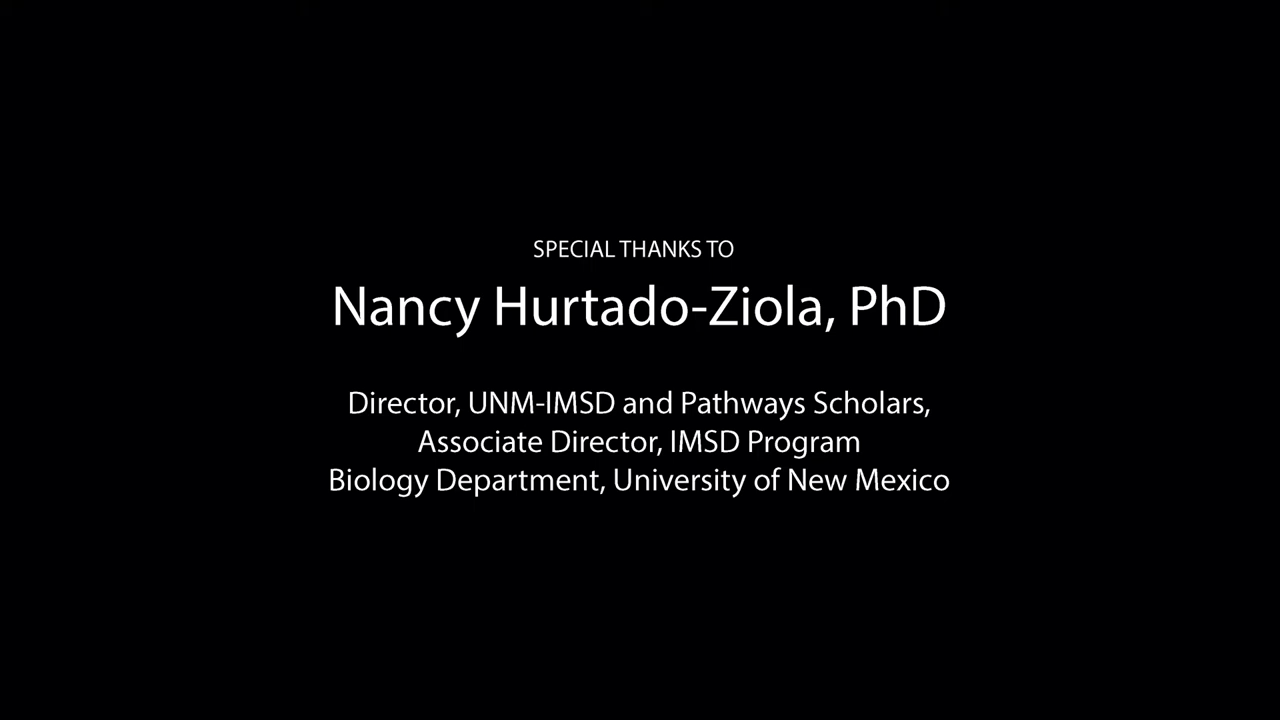 SPECIAL THANKS TO
Nancy Hurtado-Ziola, PhD
Director, UNM-IMSD and Pathways Scholars,
Associate Director, IMSD Program
Biology Department, University of New Mexico